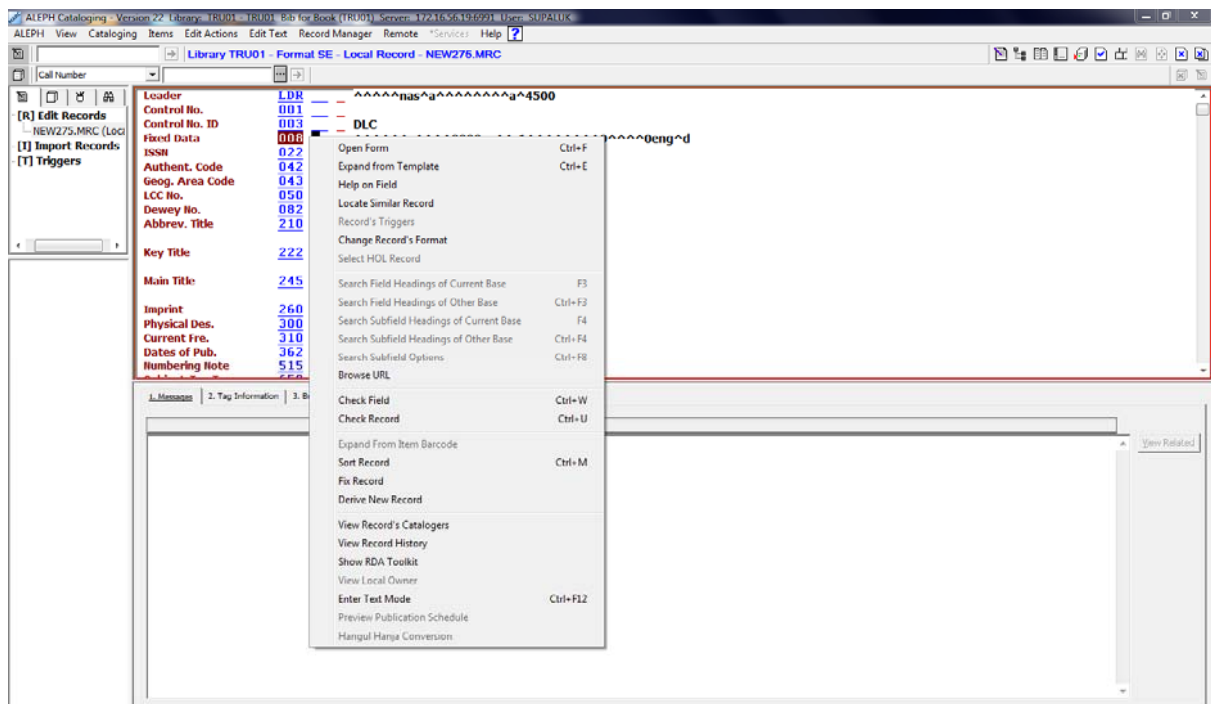 ALEPH Cataloging - Version 22 Library: TRU01 - TRU01 Bib for Book (TRU01) Server: 172.16.56.19:6991 User: SUPALUK
ALEPH View Cataloging Items Edit Actions Edit Text Record Manager Remote *Services Help ?
Library TRU01 - Format SE - Local Record - NEW275.MRC
Call Number
[R] Edit Records
NEW275.MRC (Loca
[I] Import Records
[T] Triggers
Leader LDR ^^^^^nas^a^^^^^^^^a^4500
Control No. 001
Control No. ID 003 DLC
Fixed Data 008 ^^^^0eng^d
ISSN 022
Authent. Code 042
Geog. Area Code 043
LCC No. 050
Dewey No. 082
Abbrev. Title 210
Key Title 222
Main Title 245
Imprint 260
Physical Des. 300
Current Fre. 310
Dates of Pub. 362
Numbering Note 515
Open Form Ctrl+F
Expand from Template Ctrl+E
Help on Field
Locate Similar Record
Record's Triggers
Change Record's Format
Select HOL Record
Search Field Headings of Current Base F3
Search Field Headings of Other Base Ctrl+F3
Search Subfield Headings of Current Base F4
Search Subfield Headings of Other Base Ctrl+F4
Search Subfield Options Ctrl+F8
Browse URL
Check Field Ctrl+W
Check Record Ctrl+U
Expand From Item Barcode
Sort Record Ctrl+M
Fix Record
Derive New Record
View Record's Catalogers
View Record History
Show RDA Toolkit
View Local Owner
Enter Text Mode Ctrl+F12
Preview Publication Schedule
Hangul Hanja Conversion
1. Messages 2. Tag Information 3. B
View Related